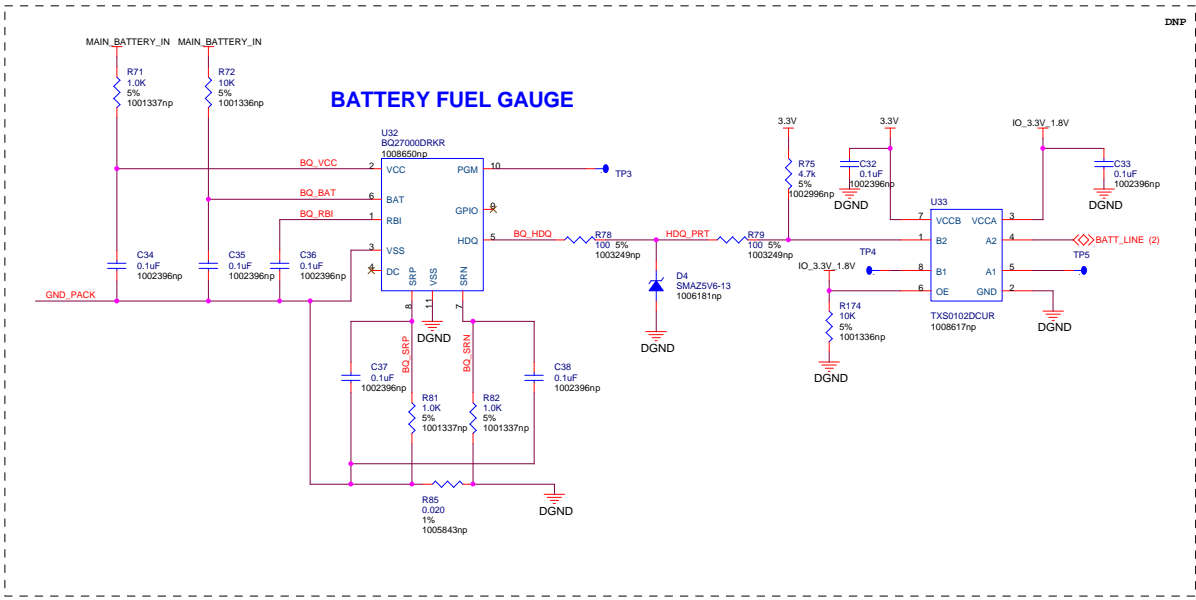 DNP
MAIN_BATTERY_IN
MAIN_BATTERY_IN
R71
1.0K
5%
1001337np
R72
10K
5%
1001336np
BATTERY FUEL GAUGE
U32
BQ27000DRKR
1008650np
BQ_VCC
2
VCC
PGM
10
TP3
BQ_BAT
6
BAT
GPIO
9
BQ_RBI
1
RBI
HDQ
5
BQ_HDQ
3
VSS
4
DC
SRP
VSS
SRN
8
11
7
R78
100 5%
1003249np
HDQ_PRT
R79
100 5%
1003249np
3.3V
R75
4.7k
5%
1002996np
3.3V
C32
0.1uF
1002396np
DGND
IO_3.3V_1.8V
C33
0.1uF
1002396np
DGND
U33
7
VCCB
VCCA
3
1
B2
A2
4
BATT_LINE (2)
TP4
8
B1
A1
5
TP5
6
OE
GND
2
TXS0102DCUR
1008617np
DGND
IO_3.3V_1.8V
R174
10K
5%
1001336np
DGND
D4
SMAZ5V6-13
1006181np
DGND
C34
0.1uF
1002396np
C35
0.1uF
1002396np
C36
0.1uF
1002396np
GND_PACK
DGND
BQ_SRP
BQ_SRN
C37
0.1uF
1002396np
C38
0.1uF
1002396np
R81
1.0K
5%
1001337np
R82
1.0K
5%
1001337np
R85
0.020
1%
1005843np
DGND